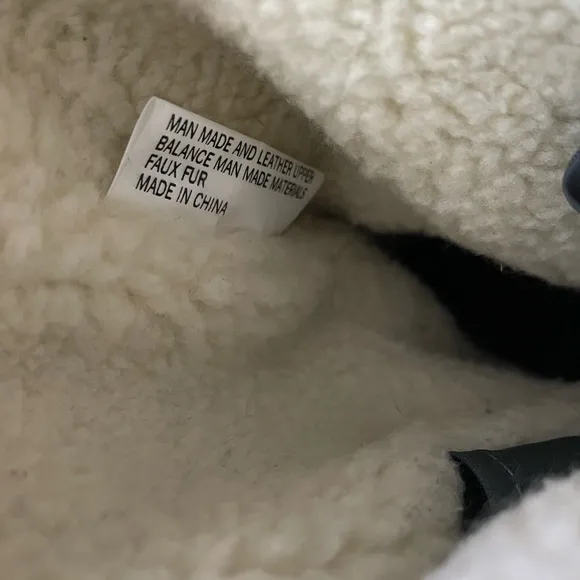 MAN MADE AND LEATHER UPPER
BALANCE MAN MADE MATERIALS
FAUX FUR
MADE IN CHINA